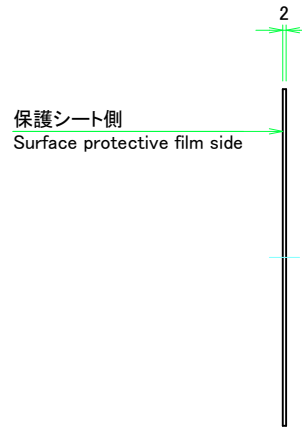 2
保護シート側
Surface protective film side